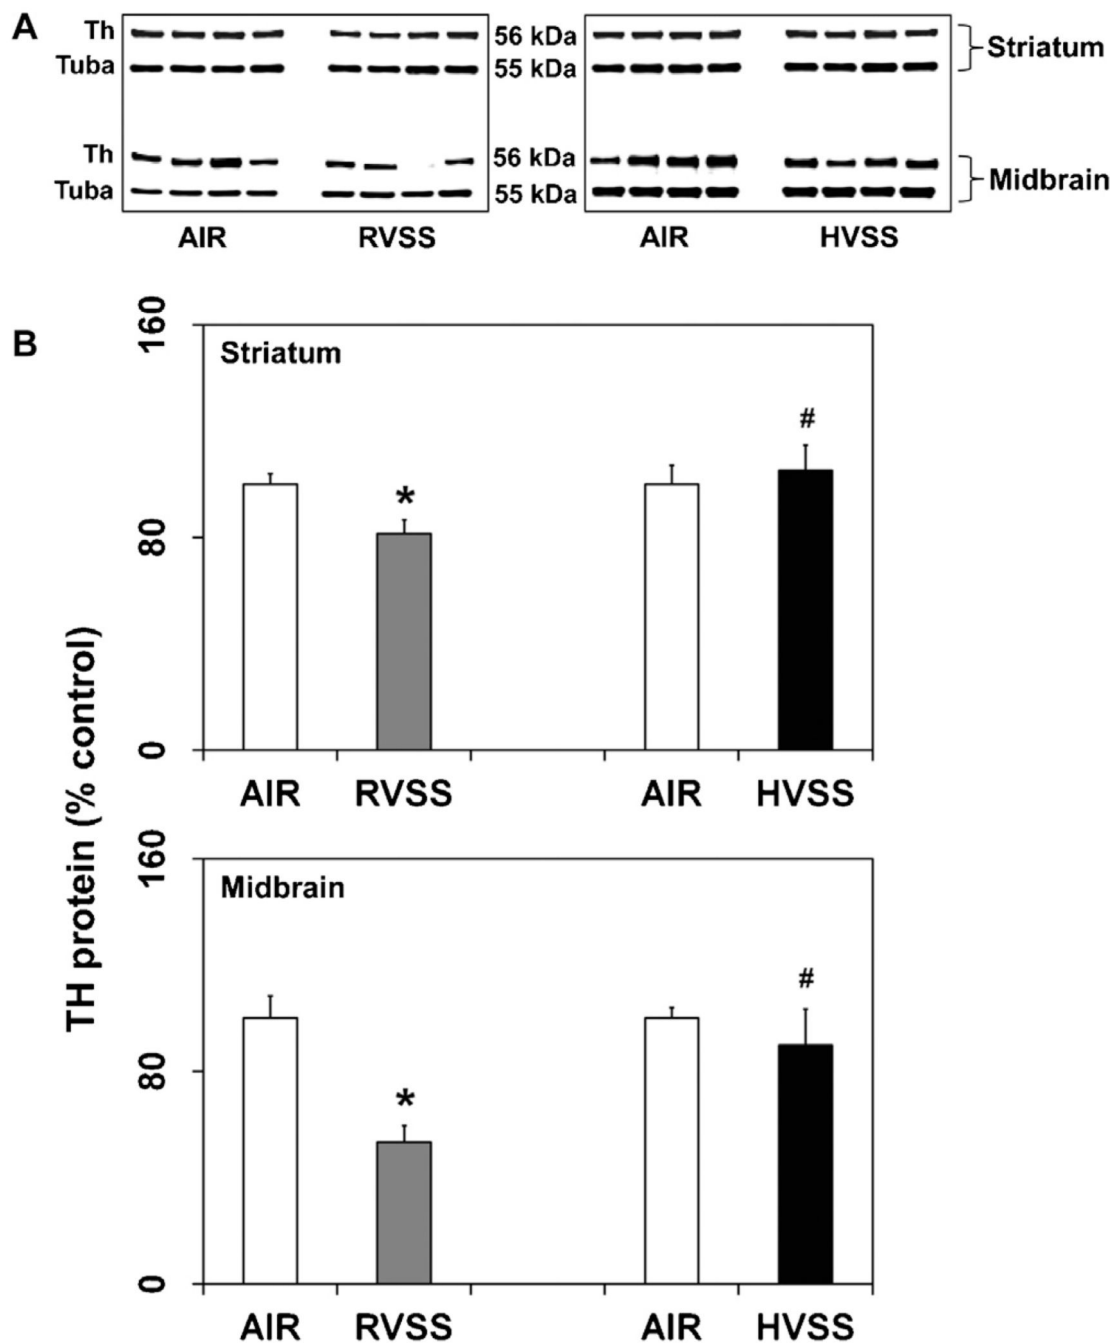 A
Th 56 kDa
Tuba 55 kDa
Striatum
Th 56 kDa
Tuba 55 kDa
Midbrain
AIR RVSS AIR HVSS
B
TH protein (% control)
160
80
0
Striatum
*
#
AIR RVSS AIR HVSS
160
80
0
Midbrain
*
#
AIR RVSS AIR HVSS